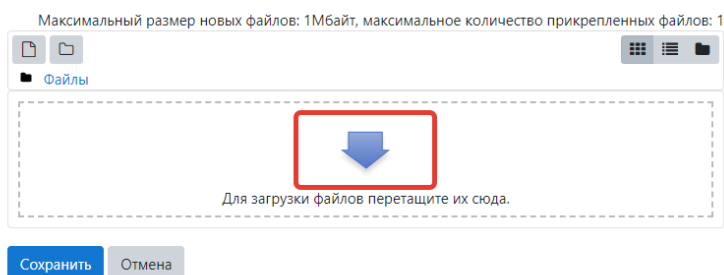 Максимальный размер новых файлов: 1Мбайт, максимальное количество прикрепленных файлов: 1
Файлы
Для загрузки файлов перетащите их сюда.
Сохранить Отмена